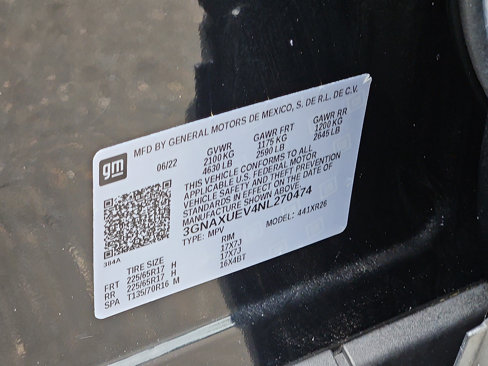 gm
MFD BY GENERAL MOTORS DE MEXICO, S. DE R.L. DE C.V.
06/22
GVWR GAWR FRT GAWR RR
2100 KG 1175 KG 1200 KG
4630 LB 2590 LB 2645 LB
THIS VEHICLE CONFORMS TO ALL
APPLICABLE U.S. FEDERAL MOTOR
VEHICLE SAFETY AND THEFT PREVENTION
STANDARDS IN EFFECT ON THE DATE OF
MANUFACTURE SHOWN ABOVE.
3GNAXUEV4NL270474
TYPE: MPV MODEL: 441XR26
384A
TIRE SIZE RIM
FRT 225/65R17 H 17X7J
RR 225/65R17 H 17X7J
SPA T135/70R16 M 16X4BT